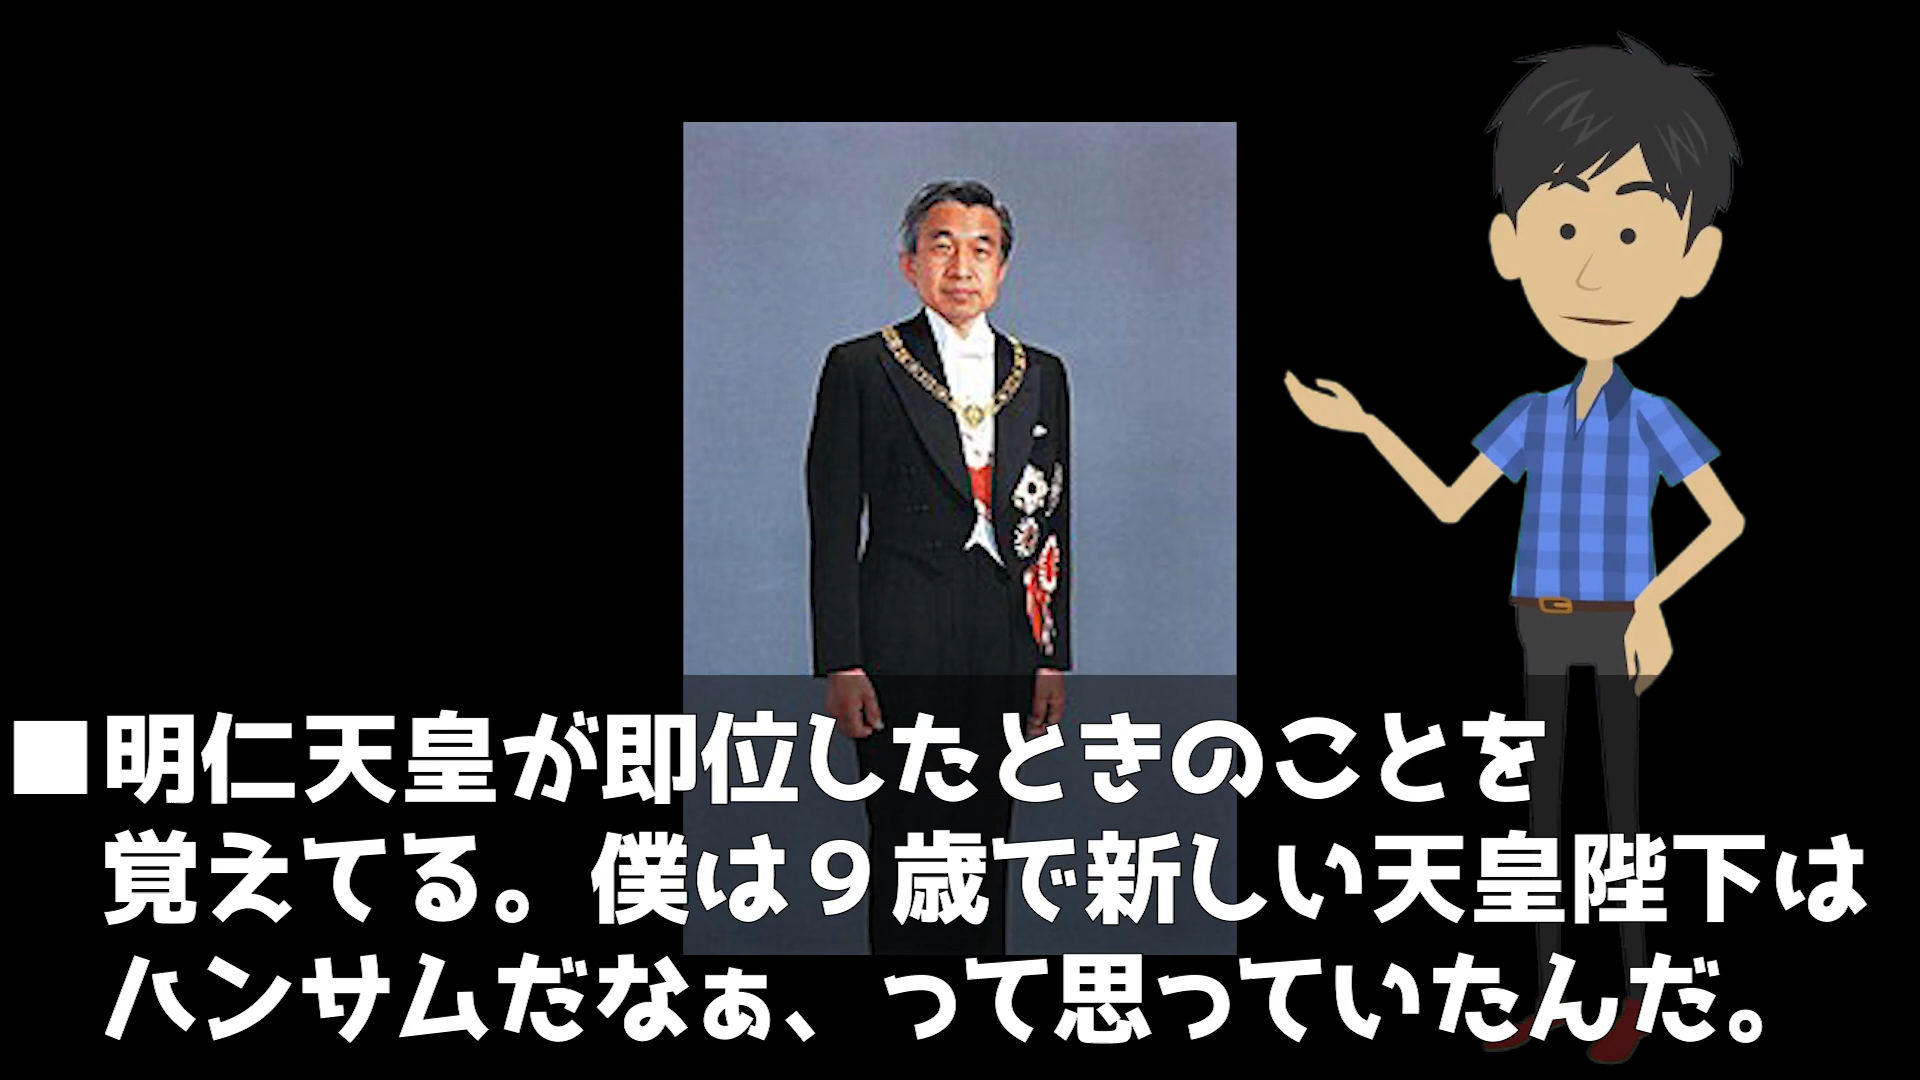 ■明仁天皇が即位したときのことを
覚えてる。僕は９歳で新しい天皇陛下は
ハンサムだなぁ、って思っていたんだ。